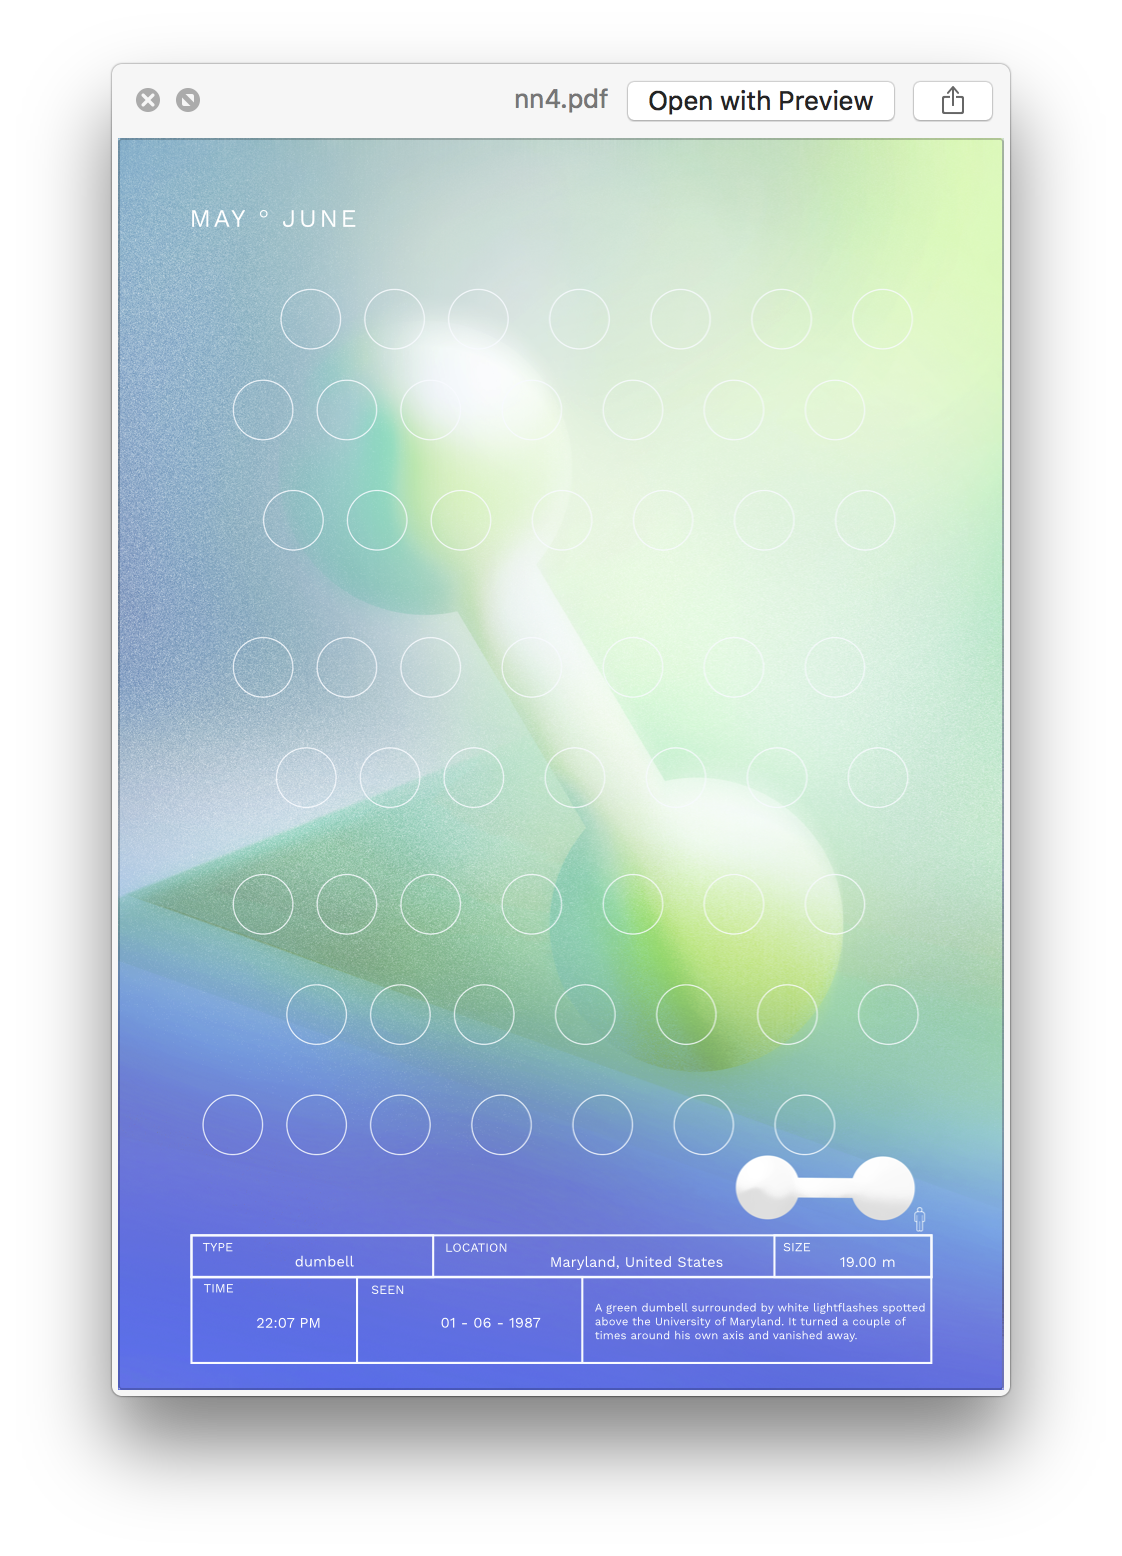 nn4.pdf
Open with Preview
MAY ° JUNE
TYPE
dumbell
LOCATION
Maryland, United States
SIZE
19.00 m
TIME
22:07 PM
SEEN
01 - 06 - 1987
A green dumbell surrounded by white lightflashes spotted
above the University of Maryland. It turned a couple of
times around his own axis and vanished away.